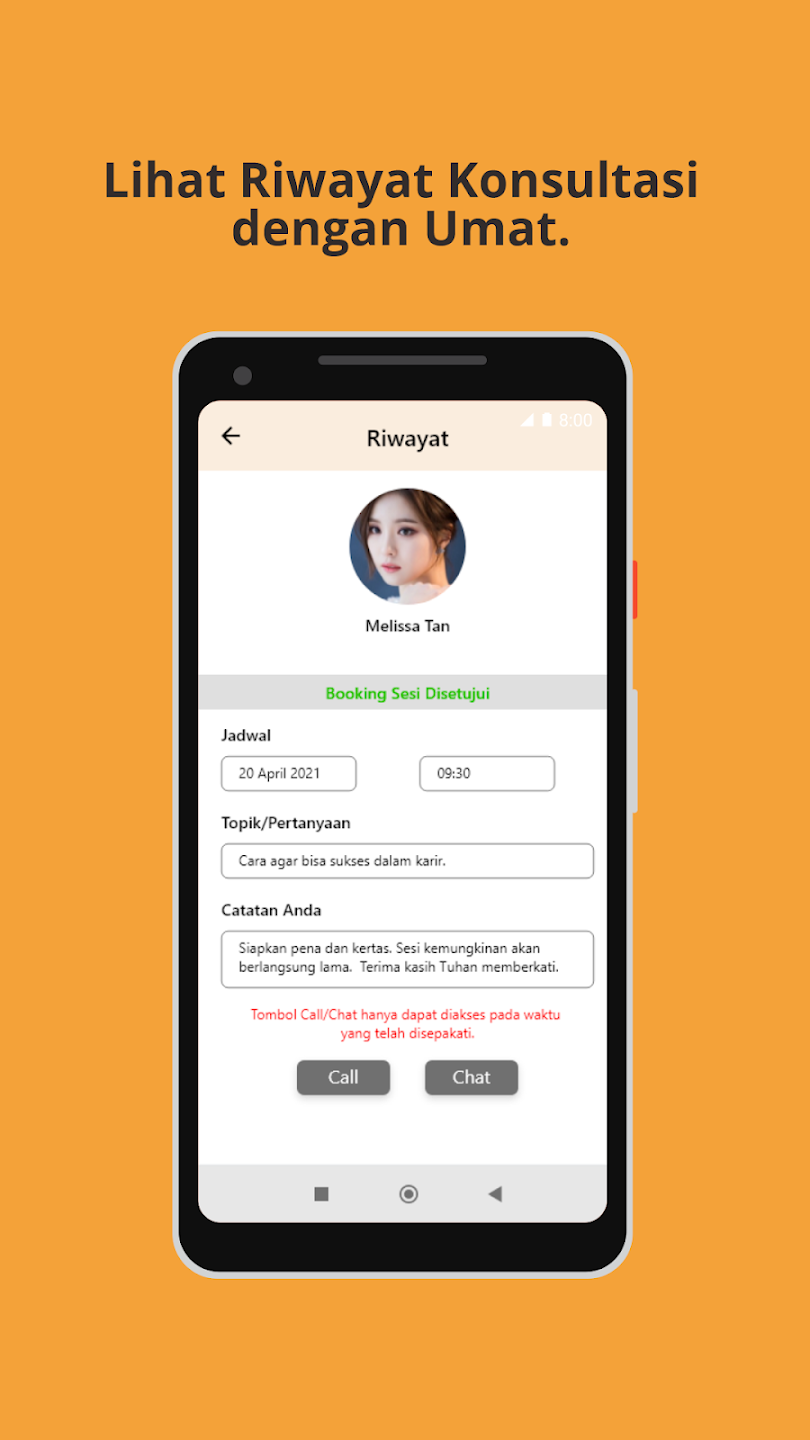 Lihat Riwayat Konsultasi
dengan Umat.
8:00
Riwayat
Melissa Tan
Booking Sesi Disetujui
Jadwal
20 April 2021
09:30
Topik/Pertanyaan
Cara agar bisa sukses dalam karir.
Catatan Anda
Siapkan pena dan kertas. Sesi kemungkinan akan
berlangsung lama.  Terima kasih Tuhan memberkati.
Tombol Call/Chat hanya dapat diakses pada waktu
yang telah disepakati.
Call
Chat